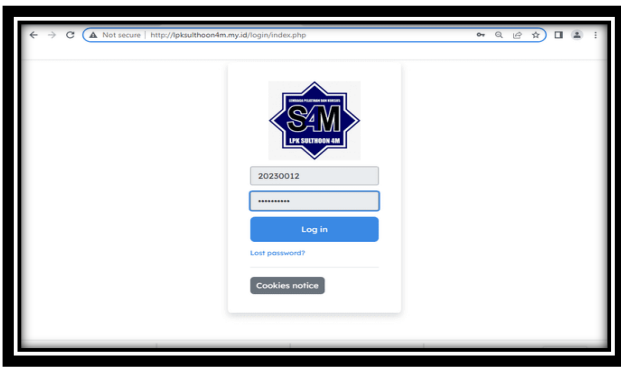 Not secure | http://lpksulthoon4m.my.id/login/index.php
S4M
LPK SULTHOON 4M
20230012
••••••••••
Log in
Lost password?
Cookies notice